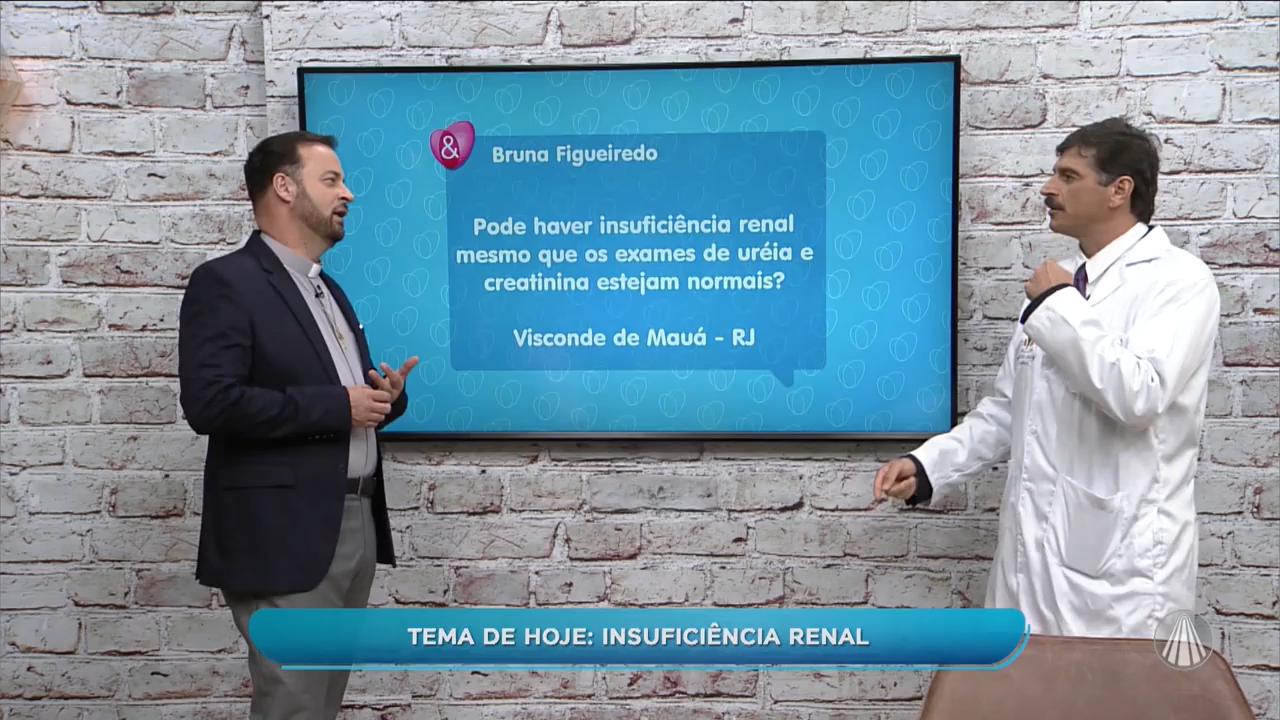 &
Bruna Figueiredo
Pode haver insuficiência renal
mesmo que os exames de uréia e
creatinina estejam normais?
Visconde de Mauá - RJ
TEMA DE HOJE: INSUFICIÊNCIA RENAL